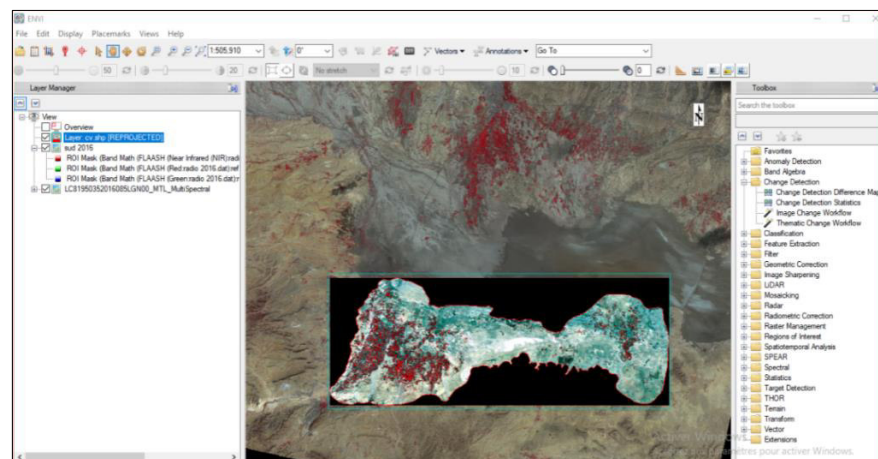 ENVI
File Edit Display Placemarks Views Help
1:505.910 0° Vectors Annotations Go To
50 20 No stretch 10 0
Layer Manager
View
Overview
Layer_cv.shp (REPROJECTED)
sud 2016
ROI Mask (Band Math (FLAASH (Near Infrared (NIR):radi
ROI Mask (Band Math (FLAASH (Red:radio 2016.dat):ref
ROI Mask (Band Math (FLAASH (Green:radio 2016.dat):r
LC81950352016085LGN00_MTL_MultiSpectral
N
Toolbox
Search the toolbox
Favorites
Anomaly Detection
Band Algebra
Change Detection
Change Detection Difference Map
Change Detection Statistics
Image Change Workflow
Thematic Change Workflow
Classification
Feature Extraction
Filter
Geometric Correction
Image Sharpening
LiDAR
Mosaicking
Radar
Radiometric Correction
Raster Management
Regions of Interest
Spatiotemporal Analysis
SPEAR
Spectral
Statistics
Target Detection
THOR
Terrain
Transform
Vector
Extensions
paramètres pour activer Windows.